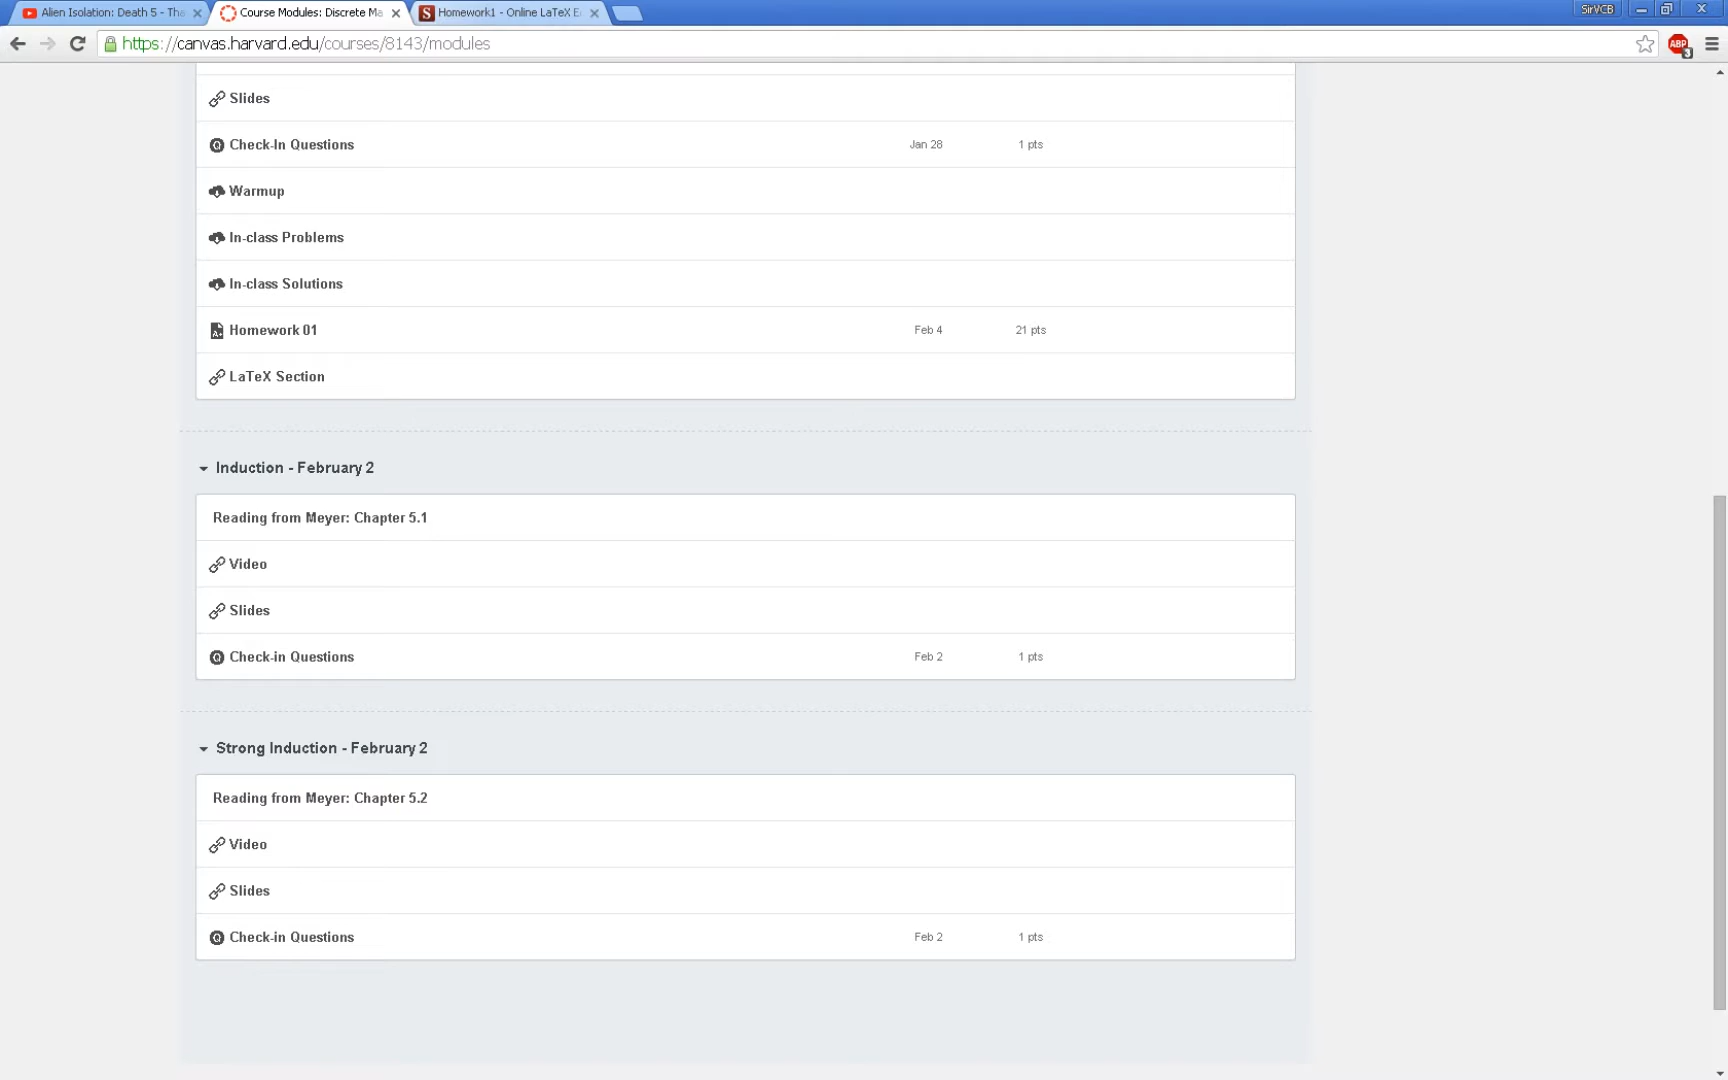 Alien Isolation: Death 5 - Tha
Course Modules: Discrete Ma
Homework1 - Online LaTeX E
SirVCB
https://canvas.harvard.edu/courses/8143/modules
ABP
3
Slides
Check-In Questions Jan 28 1 pts
Warmup
In-class Problems
In-class Solutions
Homework 01 Feb 4 21 pts
LaTeX Section
Induction - February 2
Reading from Meyer: Chapter 5.1
Video
Slides
Check-in Questions Feb 2 1 pts
Strong Induction - February 2
Reading from Meyer: Chapter 5.2
Video
Slides
Check-in Questions Feb 2 1 pts